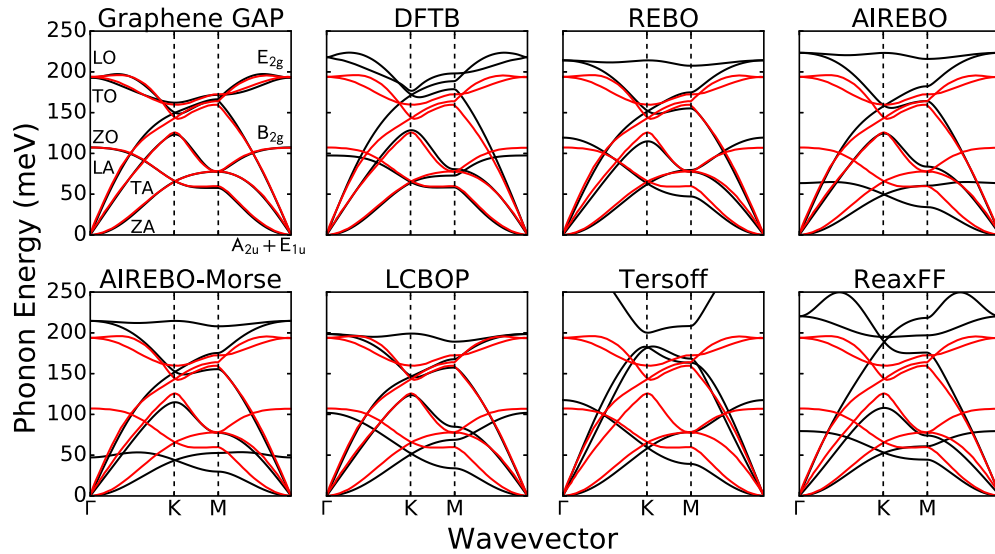 Graphene GAP
DFTB
REBO
AIREBO
250
200
150
100
50
0
LO
TO
ZO
LA
TA
ZA
E2g
B2g
A2u + E1u
AIREBO-Morse
LCBOP
Tersoff
ReaxFF
250
200
150
100
50
0
Γ K M
Γ K M
Γ K M
Γ K M
Phonon Energy (meV)
Wavevector